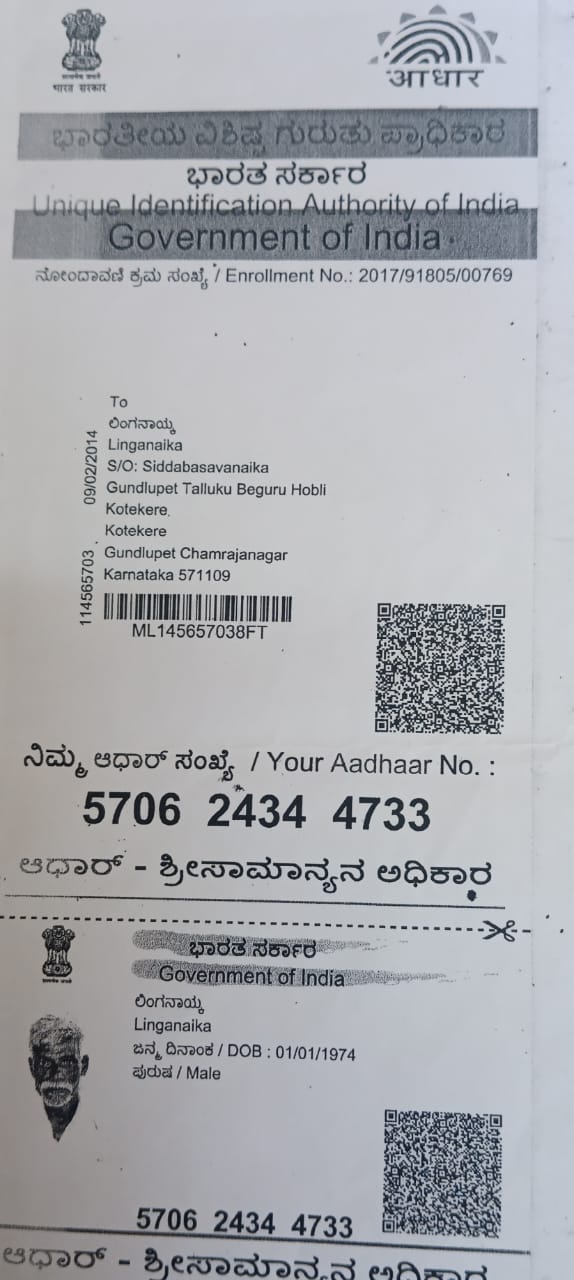 भारत सरकार
आधार
ಭಾರತೀಯ ವಿಶಿಷ್ಟ ಗುರುತು ಪ್ರಾಧಿಕಾರ
ಭಾರತ ಸರ್ಕಾರ
Unique Identification Authority of India
Government of India
ನೋಂದಾವಣಿ ಕ್ರಮ ಸಂಖ್ಯೆ / Enrollment No.: 2017/91805/00769
To
ಲಿಂಗನಾಯ್ಕ
Linganaika
S/O: Siddabasavanaika
Gundlupet Talluku Beguru Hobli
Kotekere
Kotekere
Gundlupet Chamrajanagar
Karnataka 571109
09/02/2014
114565703
ML145657038FT
ನಿಮ್ಮ ಆಧಾರ್ ಸಂಖ್ಯೆ / Your Aadhaar No. :
5706 2434 4733
ಆಧಾರ್ - ಶ್ರೀಸಾಮಾನ್ಯನ ಅಧಿಕಾರ
ಭಾರತ ಸರ್ಕಾರ
Government of India
ಲಿಂಗನಾಯ್ಕ
Linganaika
ಜನ್ಮ ದಿನಾಂಕ / DOB : 01/01/1974
ಪುರುಷ / Male
5706 2434 4733
ಆಧಾರ್ - ಶ್ರೀಸಾಮಾನ್ಯನ ಅಧಿಕಾರ